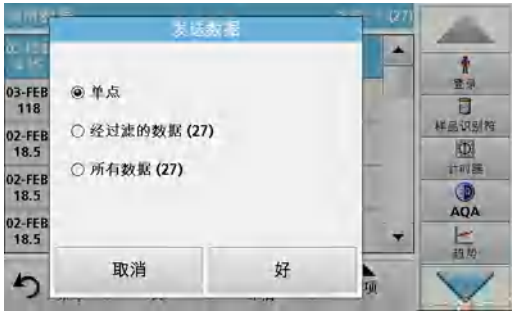 (27)
发送数据
登录
03-FEB
118
单点
样品识别符
02-FEB
18.5
经过滤的数据 (27)
计时器
02-FEB
18.5
所有数据 (27)
AQA
02-FEB
18.5
趋势
取消
好
项